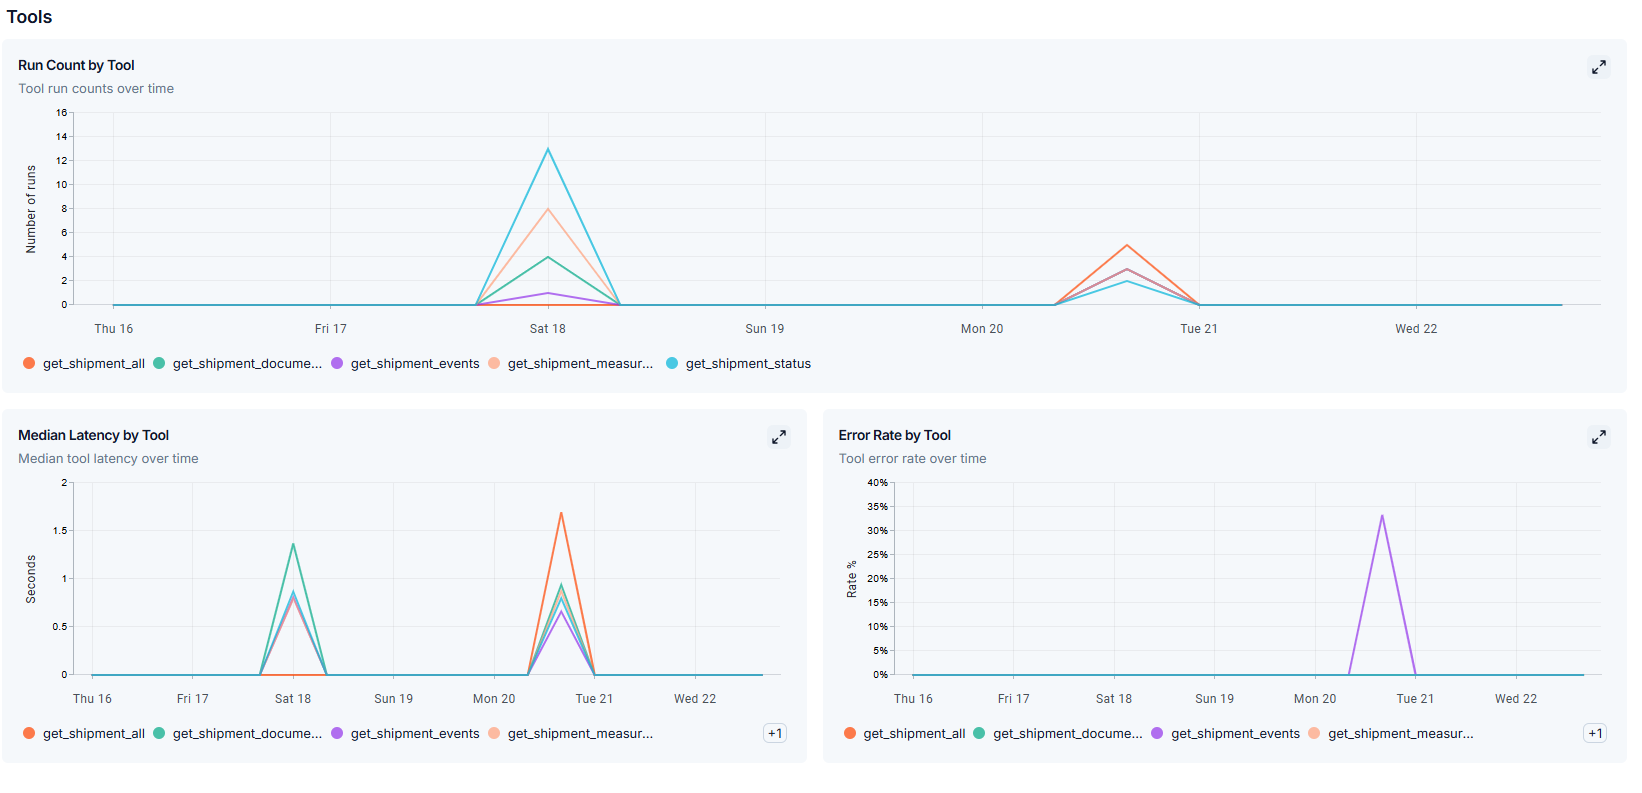 Tools
Run Count by Tool
Tool run counts over time
Number of runs
16
14
12
10
8
6
4
2
0
Thu 16 Fri 17 Sat 18 Sun 19 Mon 20 Tue 21 Wed 22
get_shipment_all get_shipment_docume... get_shipment_events get_shipment_measur... get_shipment_status
Median Latency by Tool
Median tool latency over time
Seconds
2
1.5
1
0.5
0
Thu 16 Fri 17 Sat 18 Sun 19 Mon 20 Tue 21 Wed 22
get_shipment_all get_shipment_docume... get_shipment_events get_shipment_measur... +1
Error Rate by Tool
Tool error rate over time
Rate %
40%
35%
30%
25%
20%
15%
10%
5%
0%
Thu 16 Fri 17 Sat 18 Sun 19 Mon 20 Tue 21 Wed 22
get_shipment_all get_shipment_docume... get_shipment_events get_shipment_measur... +1